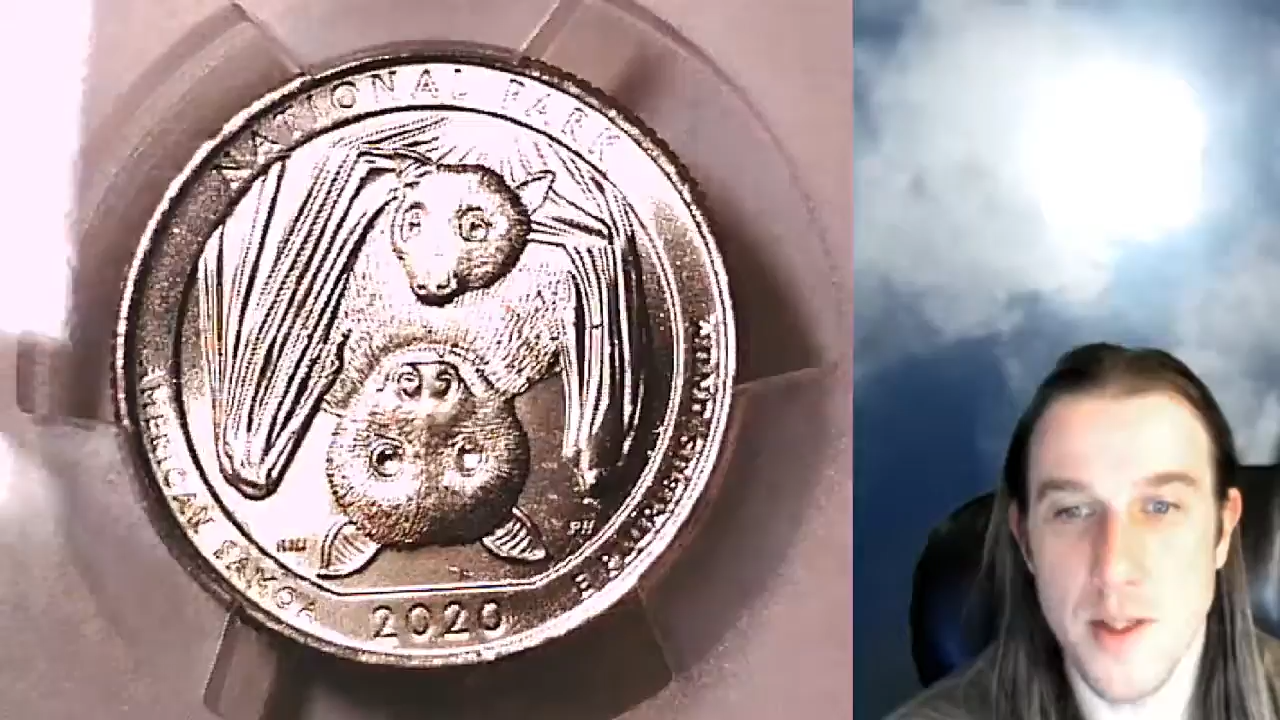 NATIONAL PARK
AMERICAN SAMOA
2020
E PLURIBUS UNUM
PH